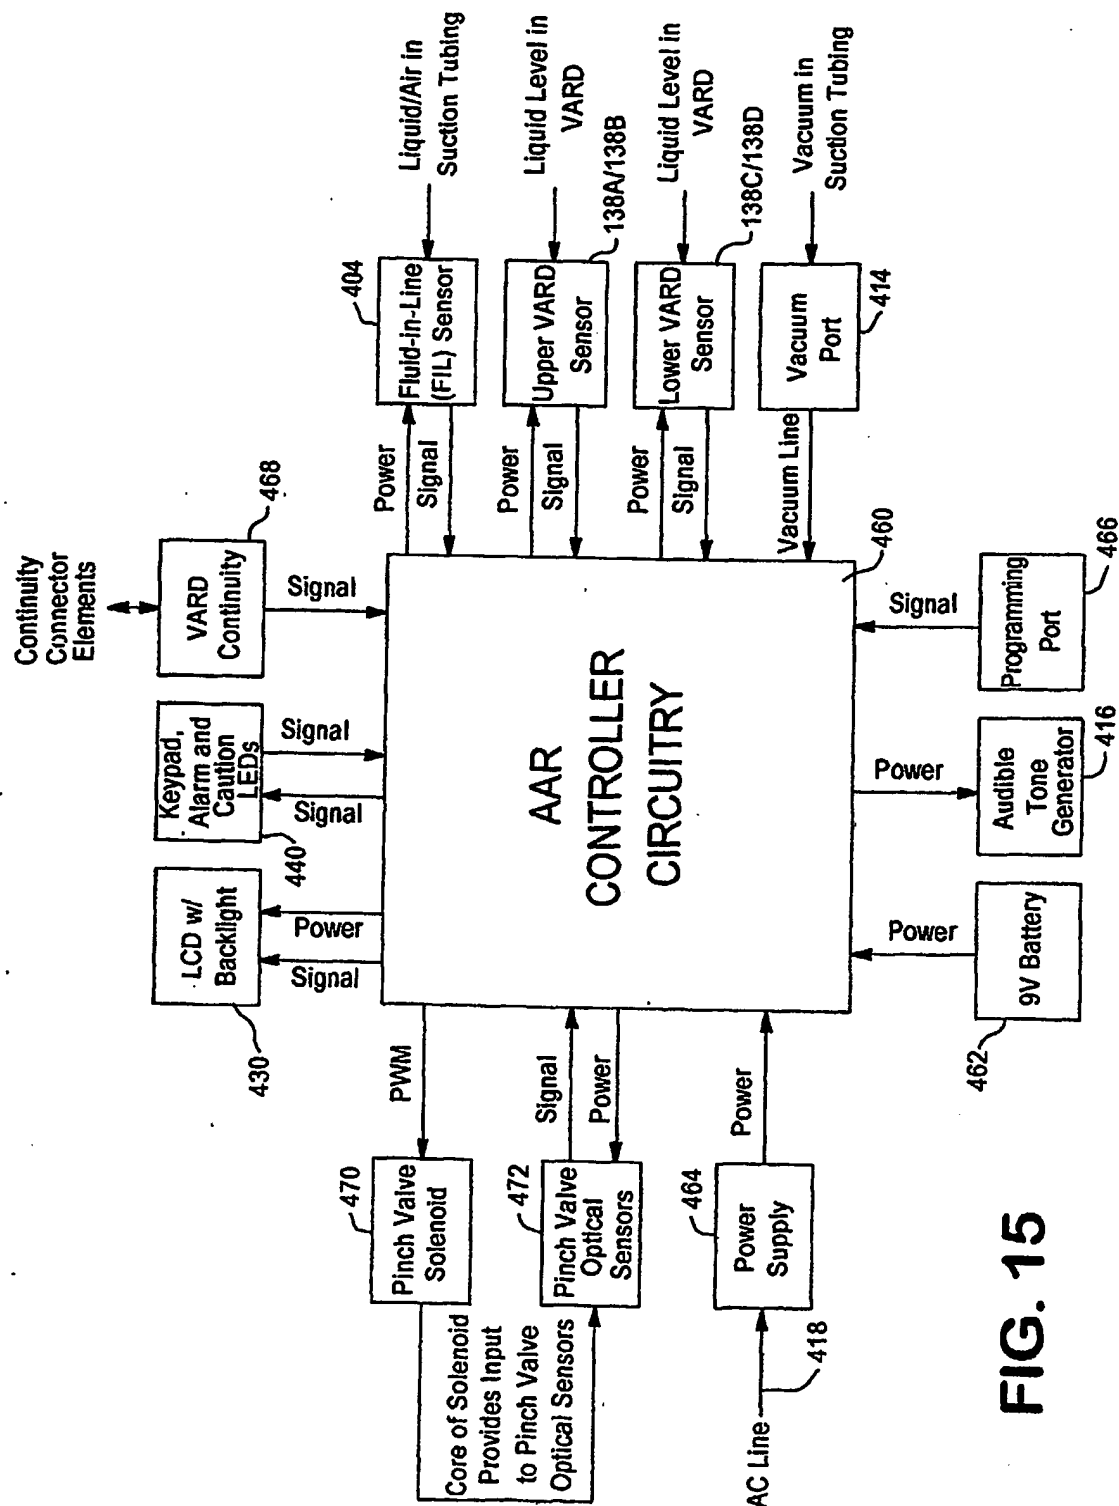 Continuity
Connector
Elements
468
VARD
Continuity
Signal
Keypad,
Alarm and
Caution
LEDs
440
Signal
Signal
LCD w/
Backlight
430
Signal
Power
404
Fluid-in-Line
(FIL) Sensor
Liquid/Air in
Suction Tubing
Power
Signal
Upper VARD
Sensor
138A/138B
Liquid Level in
VARD
Power
Signal
Lower VARD
Sensor
138C/138D
Liquid Level in
VARD
Power
Signal
Vacuum
Port
414
Vacuum in
Suction Tubing
Vacuum Line
AAR
CONTROLLER
CIRCUITRY
460
PWM
470
Pinch Valve
Solenoid
Signal
Power
472
Pinch Valve
Optical
Sensors
Core of Solenoid
Provides Input
to Pinch Valve
Optical Sensors
Power
464
Power
Supply
AC Line
418
Power
9V Battery
462
Power
Audible
Tone
Generator
416
Signal
Programming
Port
466
FIG. 15